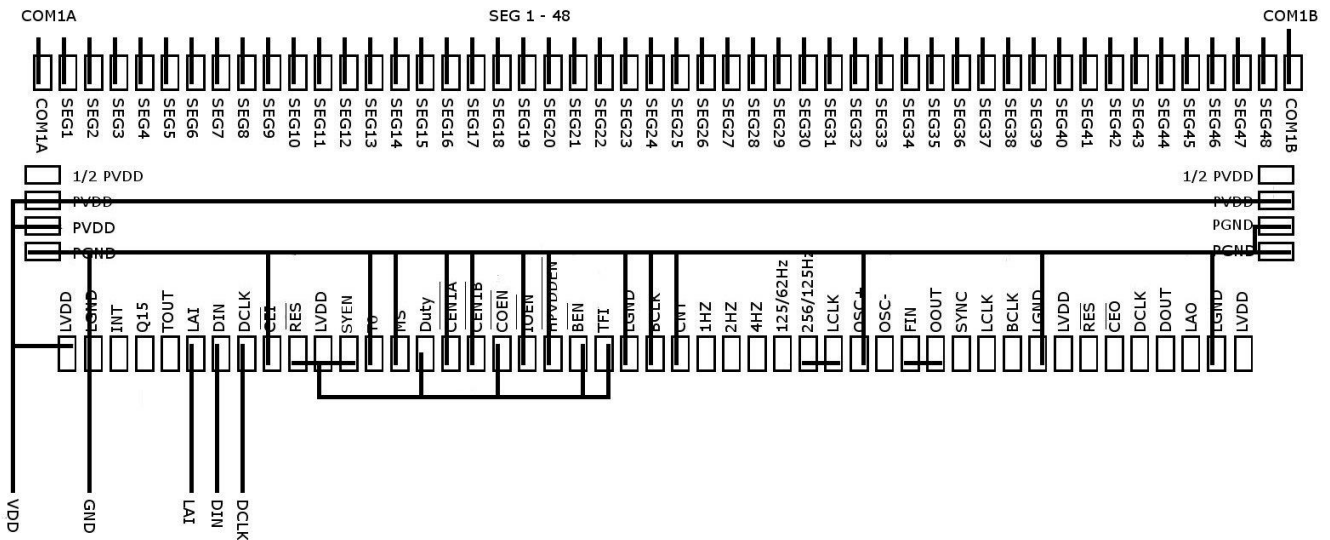 COM1A
SEG 1 - 48
COM1B
COM1A
SEG1
SEG2
SEG3
SEG4
SEG5
SEG6
SEG7
SEG8
SEG9
SEG10
SEG11
SEG12
SEG13
SEG14
SEG15
SEG16
SEG17
SEG18
SEG19
SEG20
SEG21
SEG22
SEG23
SEG24
SEG25
SEG26
SEG27
SEG28
SEG29
SEG30
SEG31
SEG32
SEG33
SEG34
SEG35
SEG36
SEG37
SEG38
SEG39
SEG40
SEG41
SEG42
SEG44
SEG44
SEG45
SEG46
SEG47
SEG48
COM1B
1/2 PVDD
1/2 PVDD
PVDD
PVDD
PVDD
PGND
PGND
PGND
LVDD
LGND
INT
Q15
TOUT
LAI
DIN
DCLK
CEI
RES
LVDD
SYEN
T0
MS
Duty
CEN1A
CEN1B
COEN
IOEN
HPVDDEN
BEN
TFI
LGND
BCLK
CNT
1HZ
2HZ
4HZ
125/62Hz
256/125Hz
LCLK
OSC+
OSC-
FIN
OOUT
SYNC
LCLK
BCLK
LGND
LVDD
RES
CEO
DCLK
DOUT
LAO
LGND
LVDD
VDD
GND
LAI
DIN
DCLK